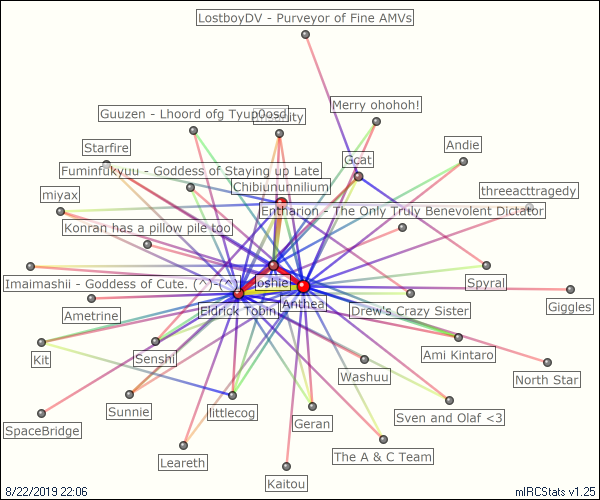 LostboyDV - Purveyor of Fine AMVs
Merry ohohoh!
Guuzen - Lhoord ofg Tyup0osd
Starfire
Andie
Gcat
Fuminfukyuu - Goddess of Staying up Late
Chibiununnilium
threeacttragedy
miyax
Entharion - The Only Truly Benevolent Dictator
Konran has a pillow pile too
Imaimashii - Goddess of Cute. (^)-(^)
Joshie
Spyral
Anthea
Eldrick Tobin
Drew's Crazy Sister
Giggles
Ametrine
Kit
Senshi
Ami Kintaro
Washuu
North Star
Sunnie
littlecog
Geran
Sven and Olaf <3
SpaceBridge
Leareth
The A & C Team
Kaitou
8/22/2019 22:06
mIRCStats v1.25